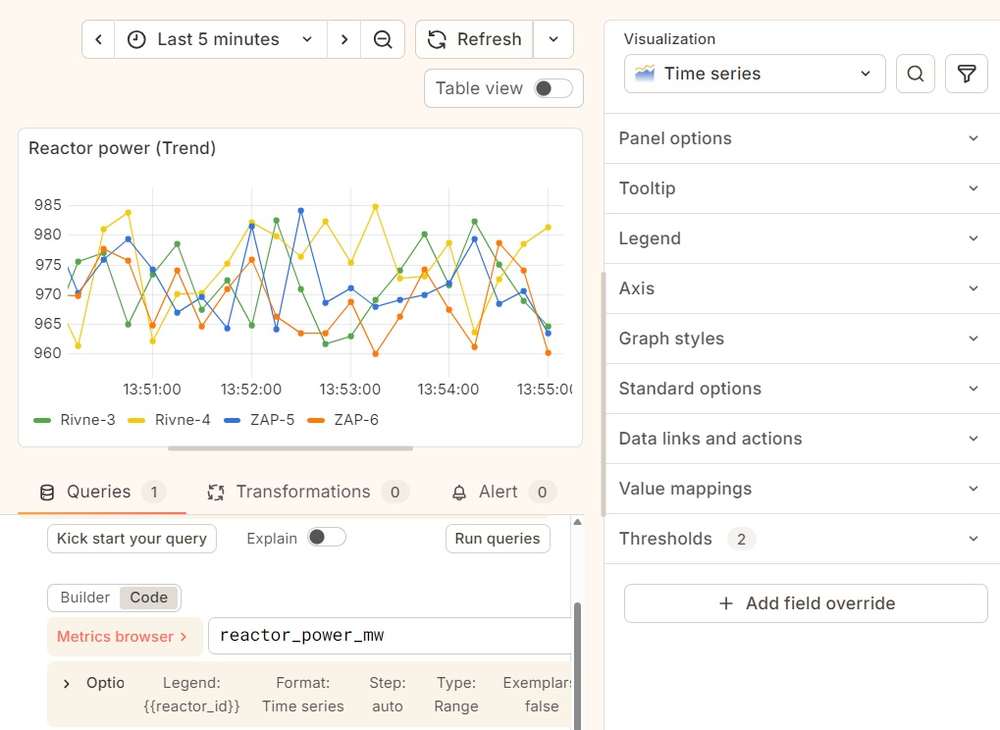 Last 5 minutes
Refresh
Table view
Reactor power (Trend)
985
980
975
970
965
960
13:51:00 13:52:00 13:53:00 13:54:00 13:55:00
Rivne-3 Rivne-4 ZAP-5 ZAP-6
Queries 1 Transformations 0 Alert 0
Kick start your query Explain Run queries
Builder Code
Metrics browser > reactor_power_mw
> Optio Legend: Format: Step: Type: Exemplars
{{reactor_id}} Time series auto Range false
Visualization
Time series
Panel options
Tooltip
Legend
Axis
Graph styles
Standard options
Data links and actions
Value mappings
Thresholds 2
+ Add field override